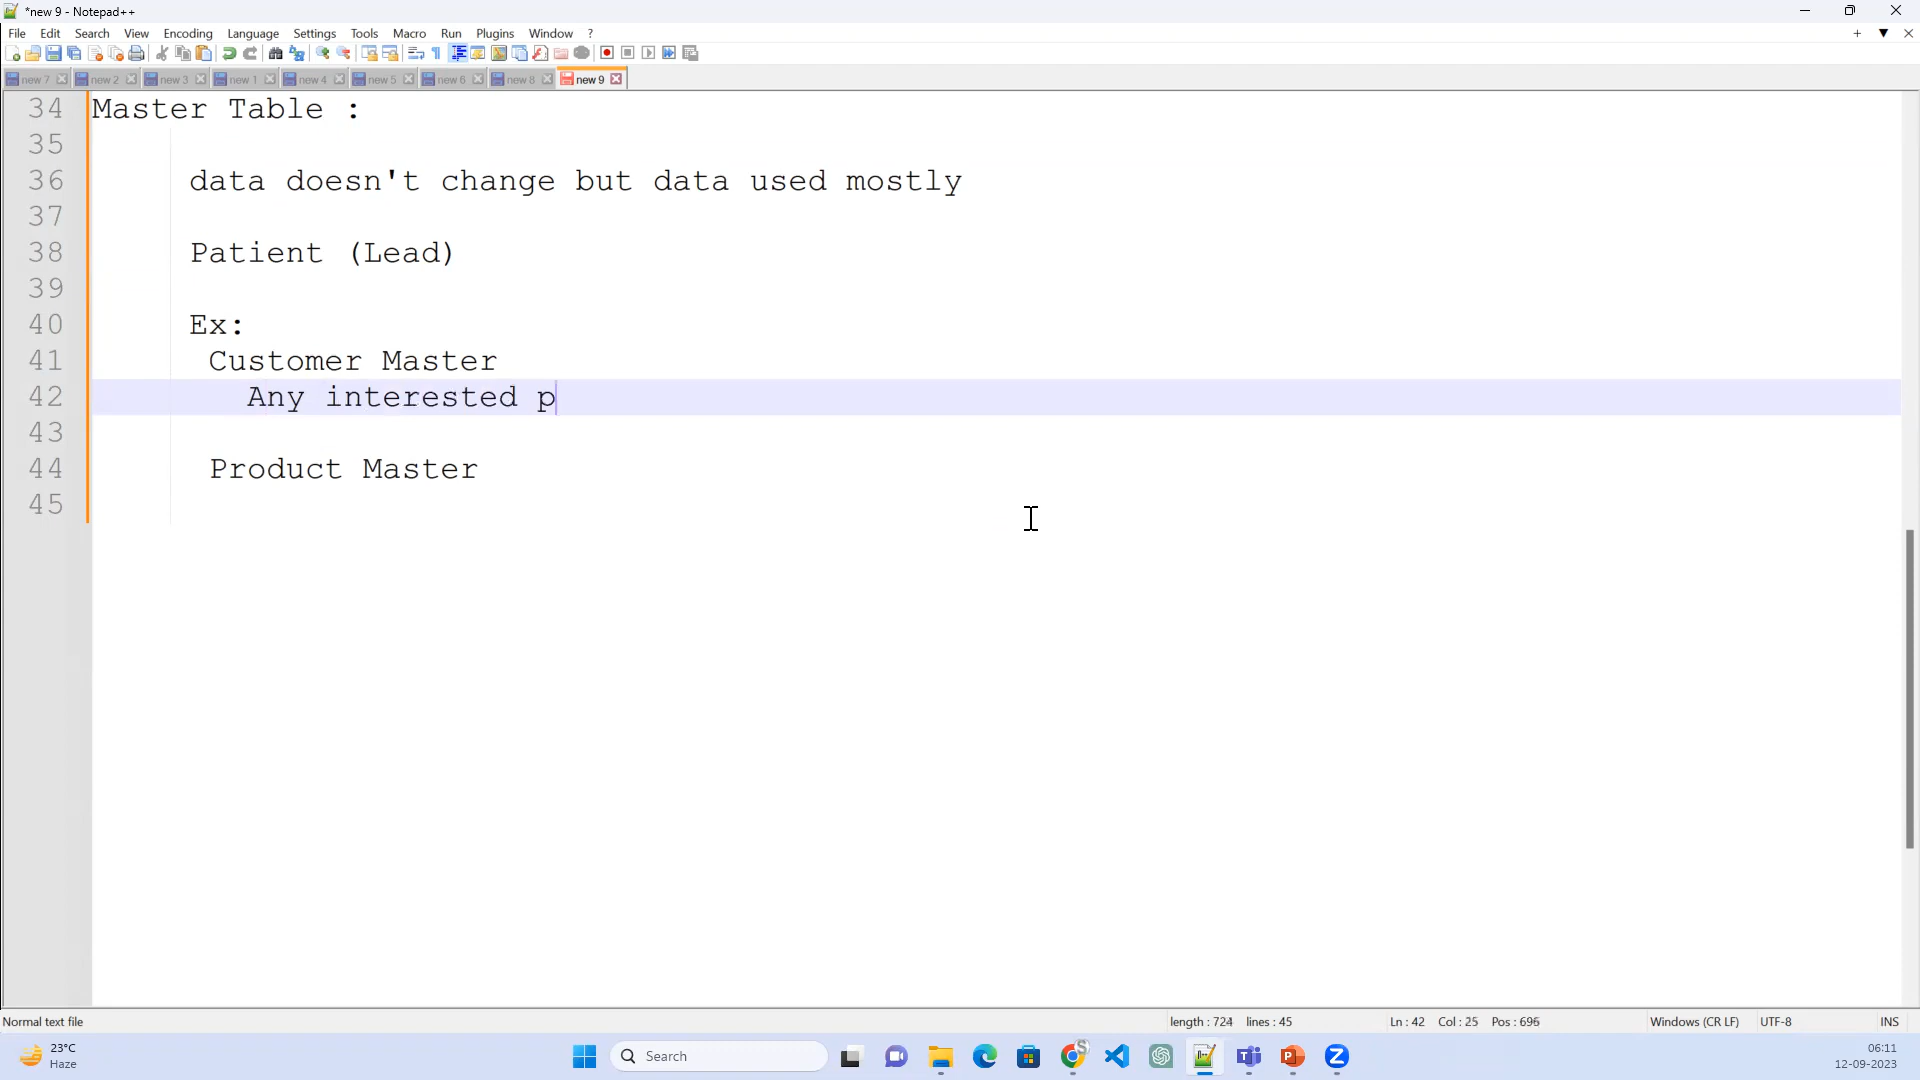 *new 9 - Notepad++
File Edit Search View Encoding Language Settings Tools Macro Run Plugins Window ?
new 7 new 2 new 3 new 1 new 4 new 5 new 6 new 8 new 9
34 Master Table :
35
36 data doesn't change but data used mostly
37
38 Patient (Lead)
39
40 Ex:
41 Customer Master
42 Any interested p
43
44 Product Master
45
Normal text file length : 724 lines : 45 Ln : 42 Col : 25 Pos : 696 Windows (CR LF) UTF-8 INS
23°C
Haze
Search
06:11
12-09-2023